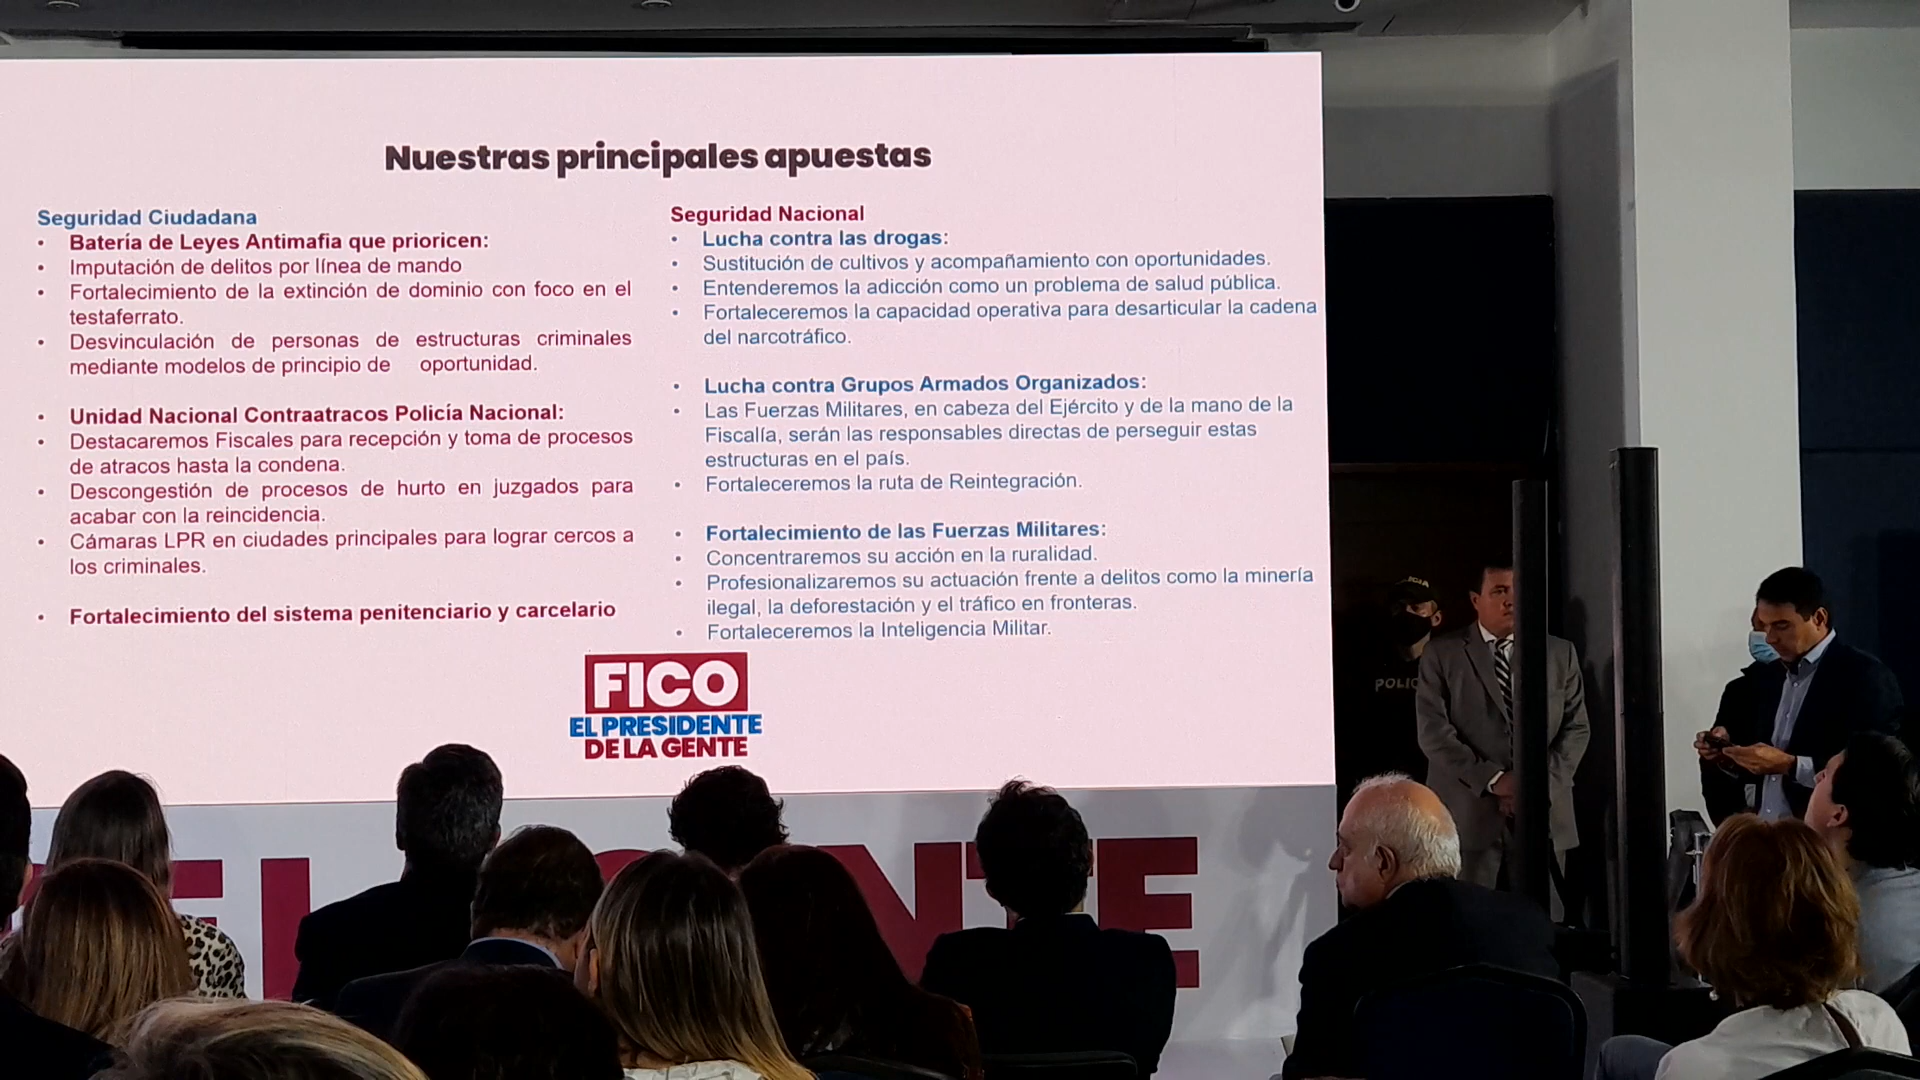 Nuestras principales apuestas
Seguridad Ciudadana
• Batería de Leyes Antimafia que prioricen:
• Imputación de delitos por línea de mando
• Fortalecimiento de la extinción de dominio con foco en el
testaferrato.
• Desvinculación de personas de estructuras criminales
mediante modelos de principio de oportunidad.
• Unidad Nacional Contraatracos Policía Nacional:
• Destacaremos Fiscales para recepción y toma de procesos
de atracos hasta la condena.
• Descongestión de procesos de hurto en juzgados para
acabar con la reincidencia.
• Cámaras LPR en ciudades principales para lograr cercos a
los criminales.
• Fortalecimiento del sistema penitenciario y carcelario
Seguridad Nacional
• Lucha contra las drogas:
• Sustitución de cultivos y acompañamiento con oportunidades.
• Entenderemos la adicción como un problema de salud pública.
• Fortaleceremos la capacidad operativa para desarticular la cadena
del narcotráfico.
• Lucha contra Grupos Armados Organizados:
• Las Fuerzas Militares, en cabeza del Ejército y de la mano de la
Fiscalía, serán las responsables directas de perseguir estas
estructuras en el país.
• Fortaleceremos la ruta de Reintegración.
• Fortalecimiento de las Fuerzas Militares:
• Concentraremos su acción en la ruralidad.
• Profesionalizaremos su actuación frente a delitos como la minería
ilegal, la deforestación y el tráfico en fronteras.
• Fortaleceremos la Inteligencia Militar.
FICO
EL PRESIDENTE
DE LA GENTE
POLIC